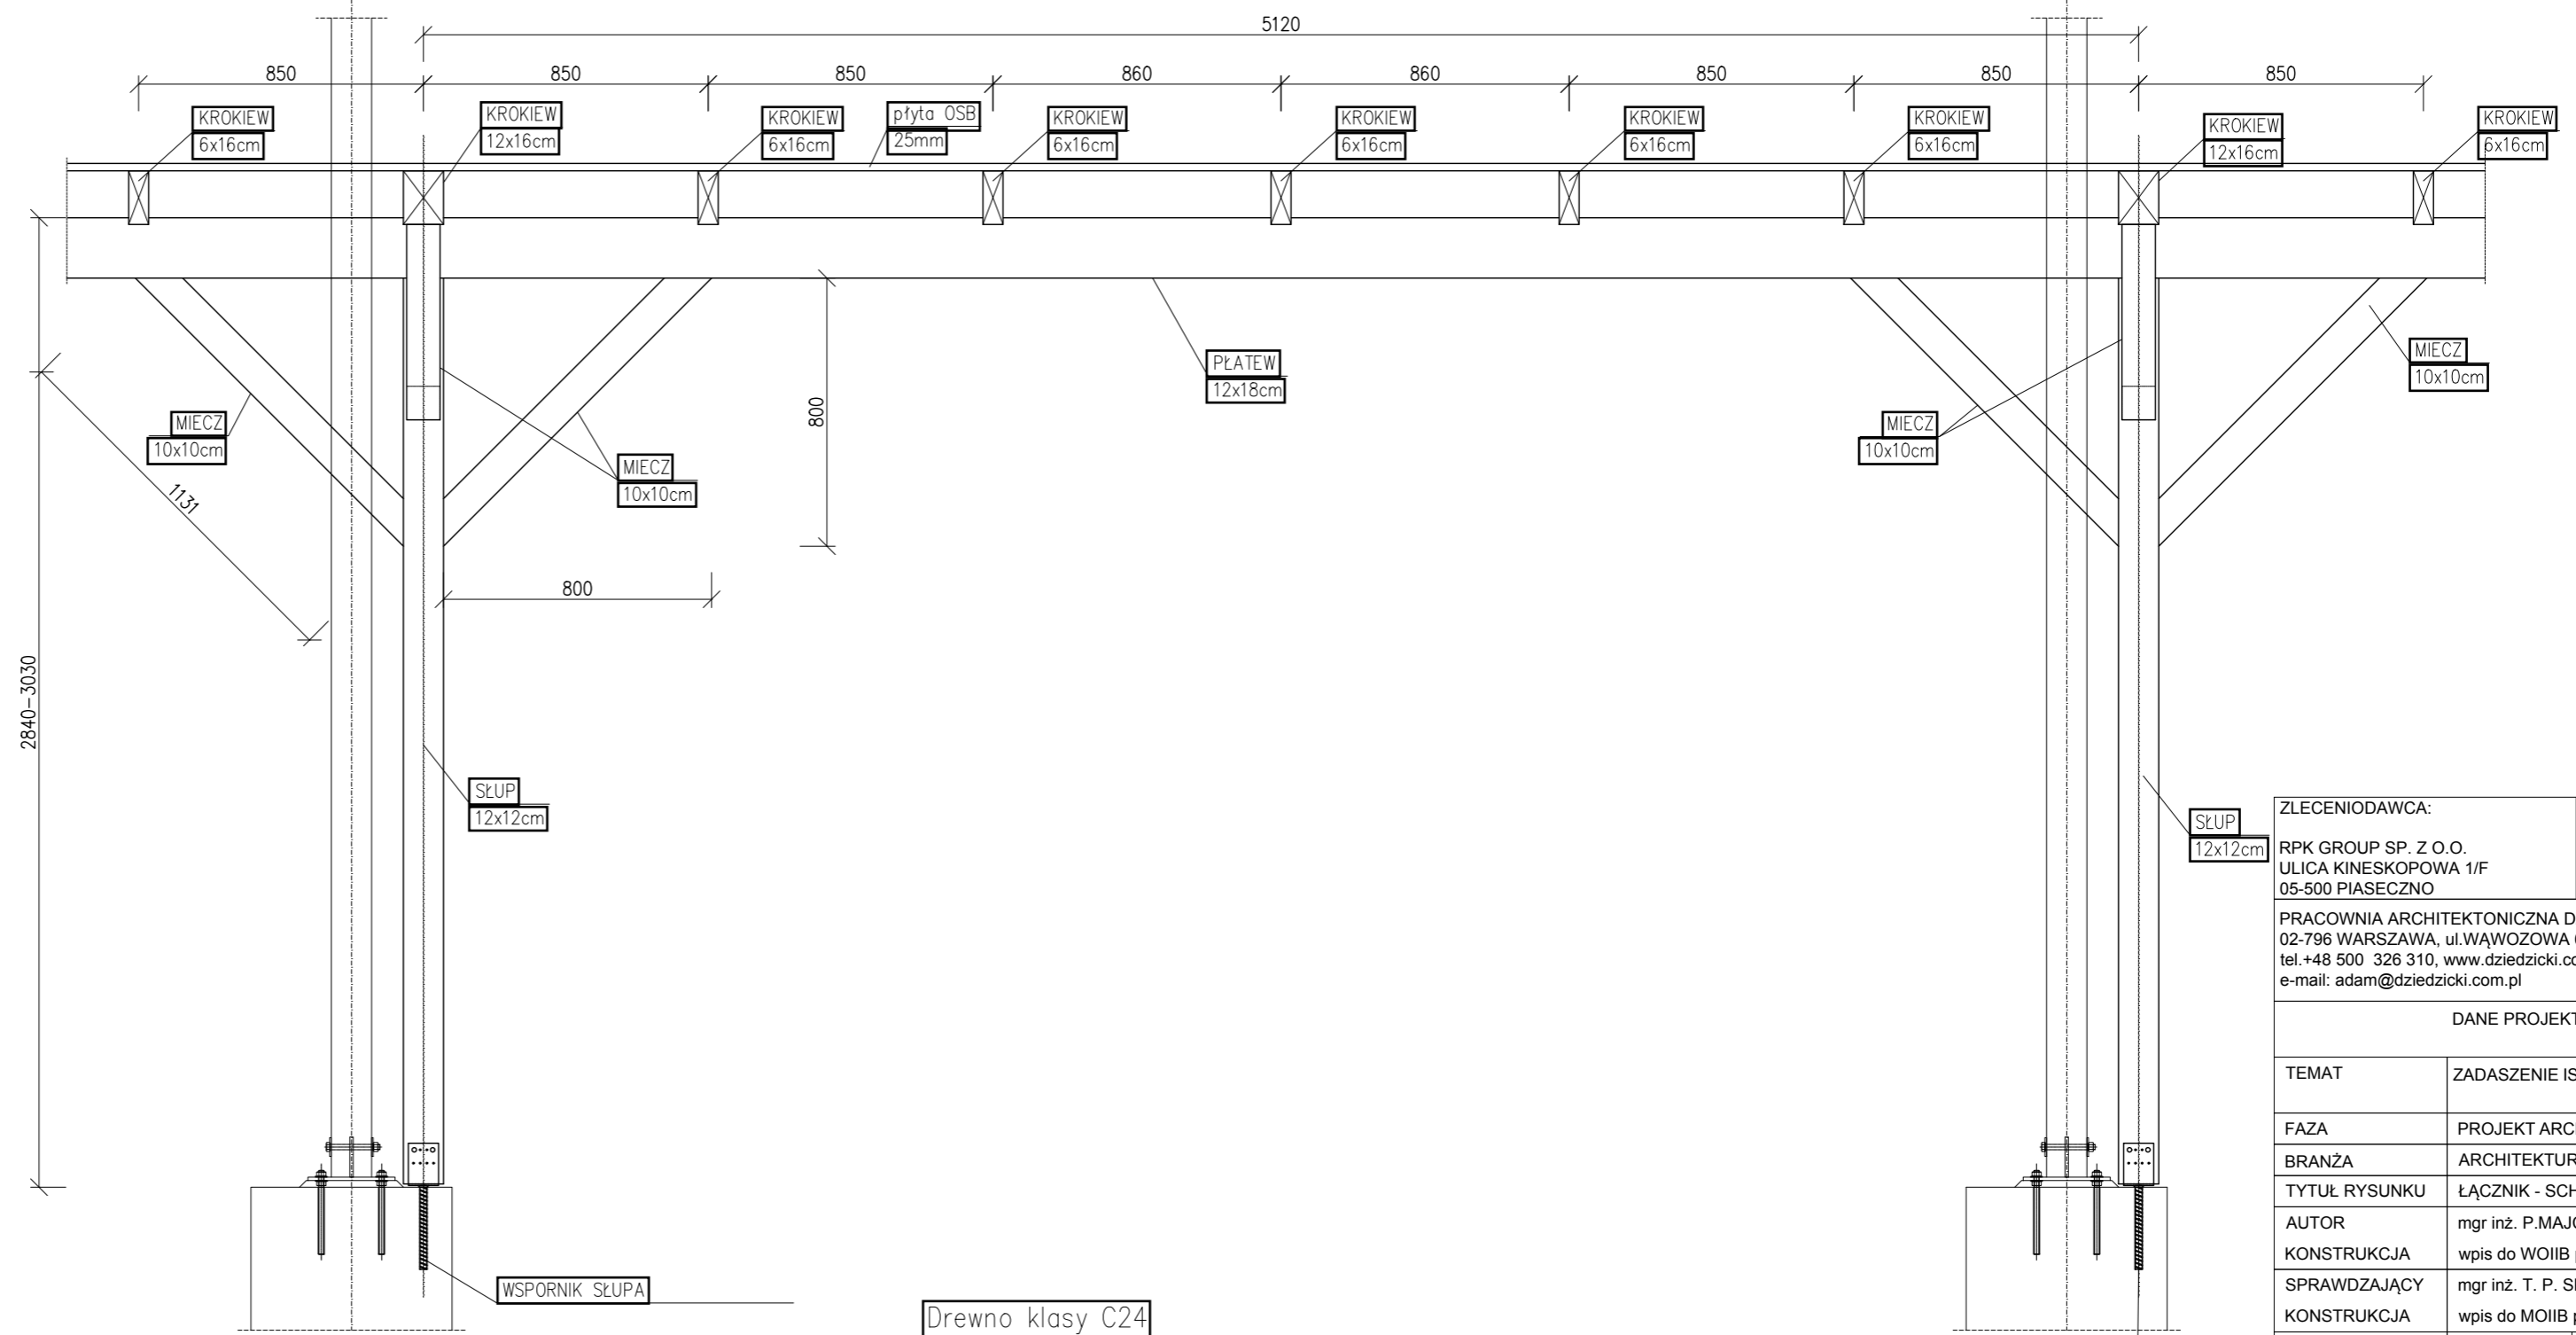 5120
850
850
850
860
860
850
850
850
KROKIEW
6x16cm
KROKIEW
12x16cm
KROKIEW
6x16cm
płyta OSB
25mm
KROKIEW
6x16cm
KROKIEW
6x16cm
KROKIEW
6x16cm
KROKIEW
6x16cm
KROKIEW
12x16cm
KROKIEW
6x16cm
PŁATEW
12x18cm
MIECZ
10x10cm
MIECZ
10x10cm
800
MIECZ
10x10cm
MIECZ
10x10cm
1131
800
2840-3030
SŁUP
12x12cm
SŁUP
12x12cm
WSPORNIK SŁUPA
Drewno klasy C24
ZLECENIODAWCA:
RPK GROUP SP. Z O.O.
ULICA KINESKOPOWA 1/F
05-500 PIASECZNO
PRACOWNIA ARCHITEKTONICZNA D
02-796 WARSZAWA, ul.WĄWOZOWA
tel.+48 500 326 310, www.dziedzicki.co
e-mail: adam@dziedzicki.com.pl
DANE PROJEKT
TEMAT ZADASZENIE IS
FAZA PROJEKT ARC
BRANŻA ARCHITEKTUR
TYTUŁ RYSUNKU ŁĄCZNIK - SCH
AUTOR mgr inż. P.MAJ
KONSTRUKCJA wpis do WOIIB
SPRAWDZAJĄCY mgr inż. T. P. S
KONSTRUKCJA wpis do MOIIB